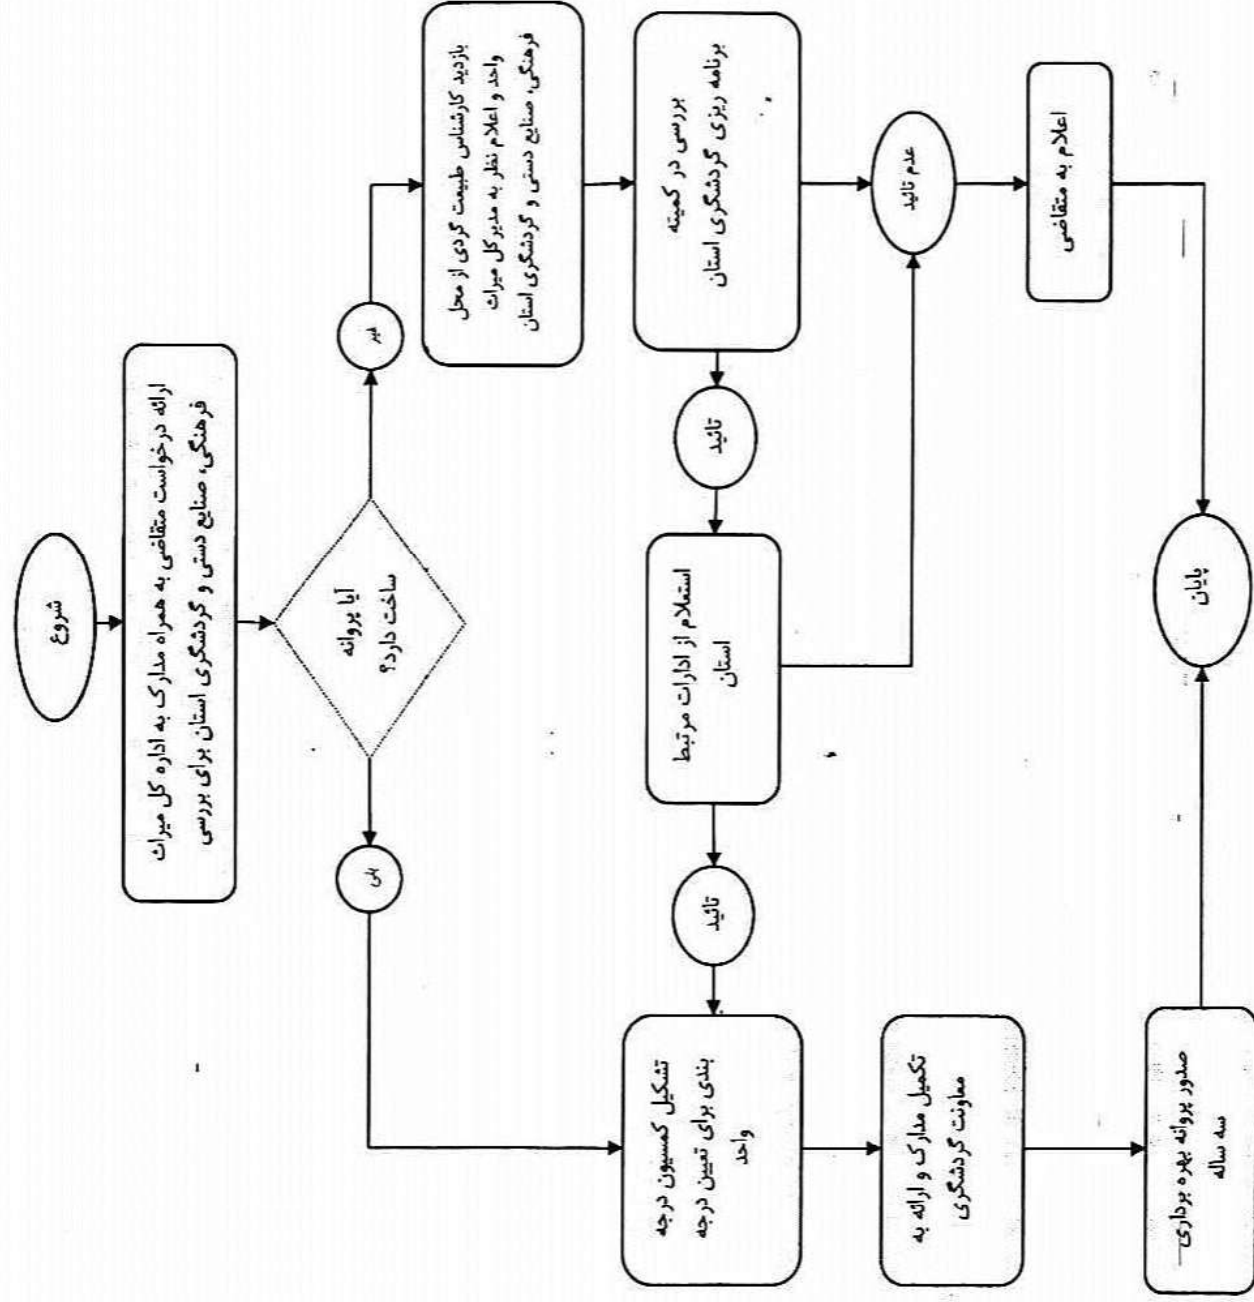 شروع
ارائه درخواست متقاضی به همراه مدارک به اداره کل میراث
فرهنگی، صنایع دستی و گردشگری استان برای بررسی
آیا پروانه
ساخت دارد؟
خیر
بلی
بازدید کارشناس طبیعت گردی از محل
واحد و اعلام نظر به مدیرکل میراث
فرهنگی، صنایع دستی و گردشگری استان
بررسی در کمیته
برنامه ریزی گردشگری استان
تائید
عدم تائید
استعلام از ادارات مرتبط
استان
تائید
اعلام به متقاضی
تشکیل کمسیون درجه
بندی برای تعیین درجه
واحد
تکمیل مدارک و ارائه به
معاونت گردشگری
صدور پروانه بهره برداری
سه ساله
پایان